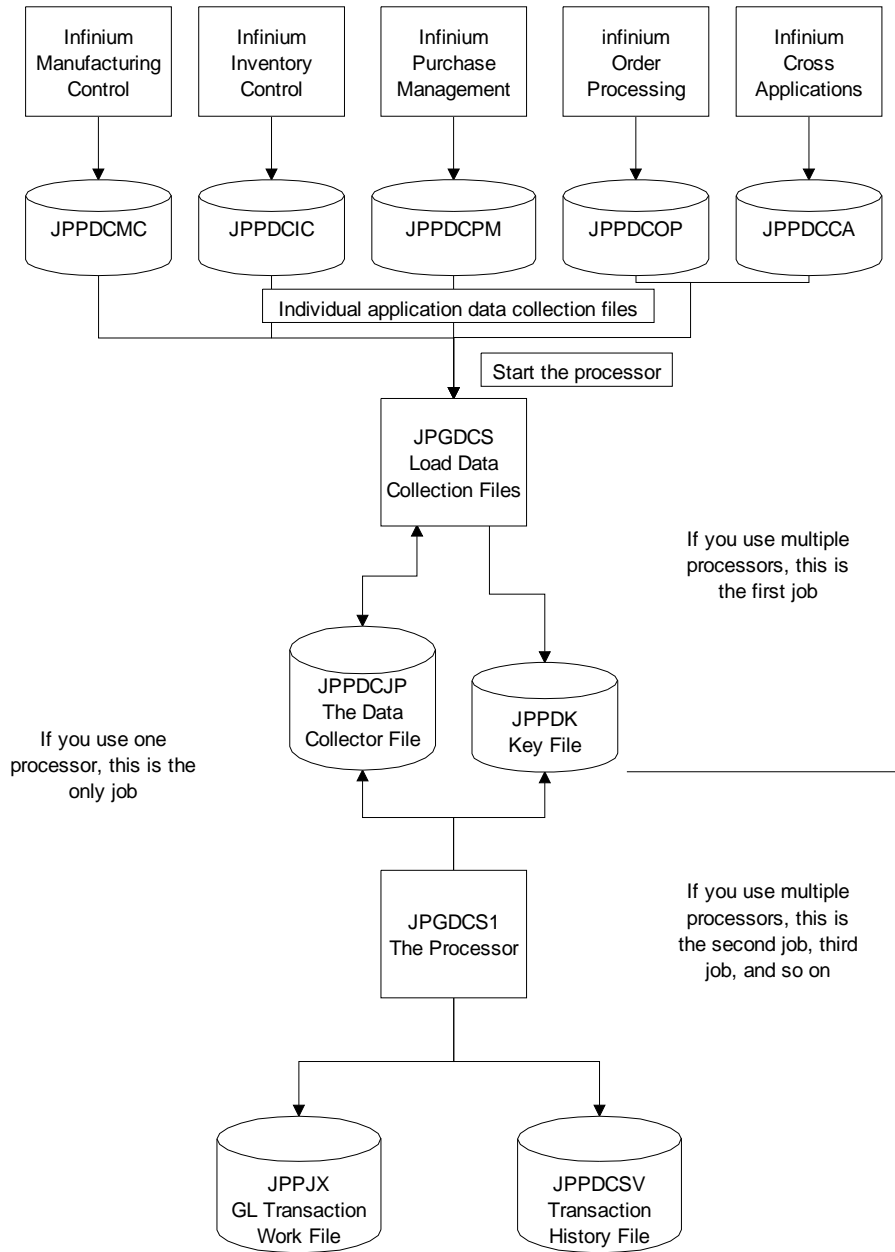 Infinium
Manufacturing
Control
Infinium
Inventory
Control
Infinium
Purchase
Management
infinium
Order
Processing
Infinium
Cross
Applications
JPPDCMC
JPPDCIC
JPPDCPM
JPPDCOP
JPPDCCA
Individual application data collection files
Start the processor
JPGDCS
Load Data
Collection Files
If you use multiple
processors, this is
the first job
JPPDCJP
The Data
Collector File
JPPDK
Key File
If you use one
processor, this is the
only job
JPGDCS1
The Processor
If you use multiple
processors, this is
the second job, third
job, and so on
JPPJX
GL Transaction
Work File
JPPDCSV
Transaction
History File